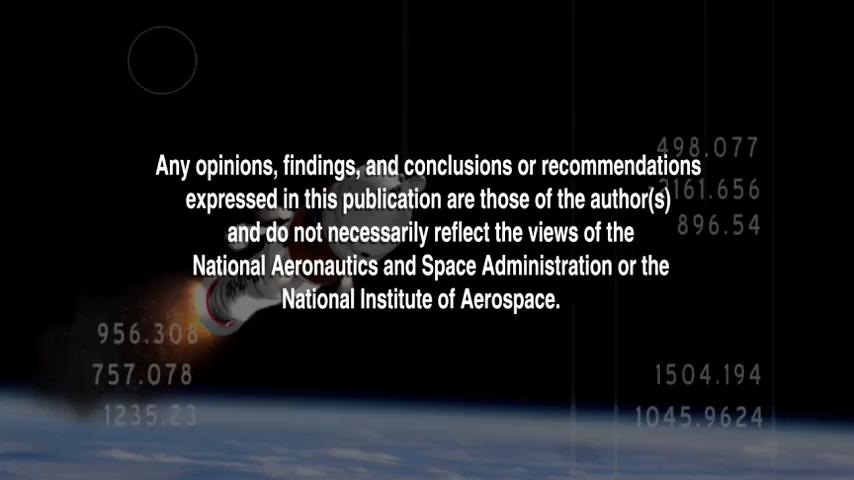 Any opinions, findings, and conclusions or recommendations
expressed in this publication are those of the author(s)
and do not necessarily reflect the views of the
National Aeronautics and Space Administration or the
National Institute of Aerospace.
498.077
896.54
956.308
757.078
1235.23
1504.194
1045.9624